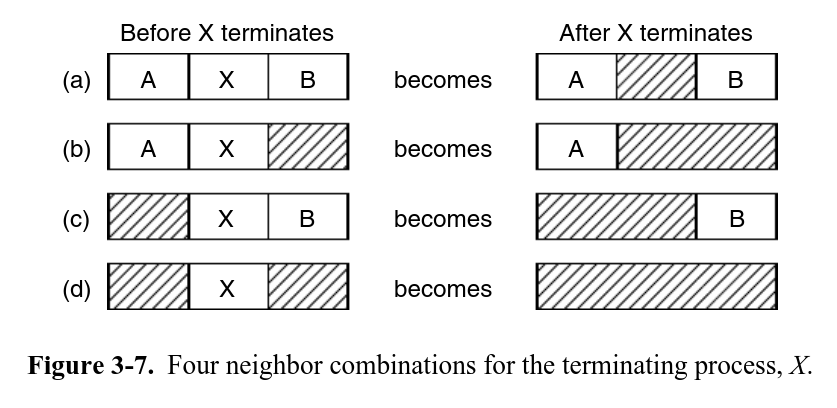 Before X terminates After X terminates
(a) A X B becomes A B
(b) A X becomes A
(c) X B becomes B
(d) X becomes
Figure 3-7. Four neighbor combinations for the terminating process, X.